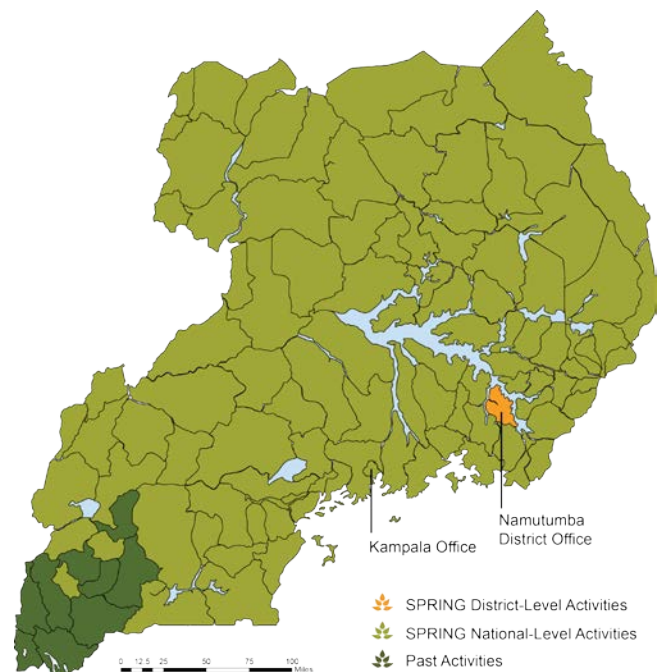 Kampala Office
Namutumba
District Office
SPRING District-Level Activities
SPRING National-Level Activities
Past Activities
0 12.5 25 50 75 100
Miles